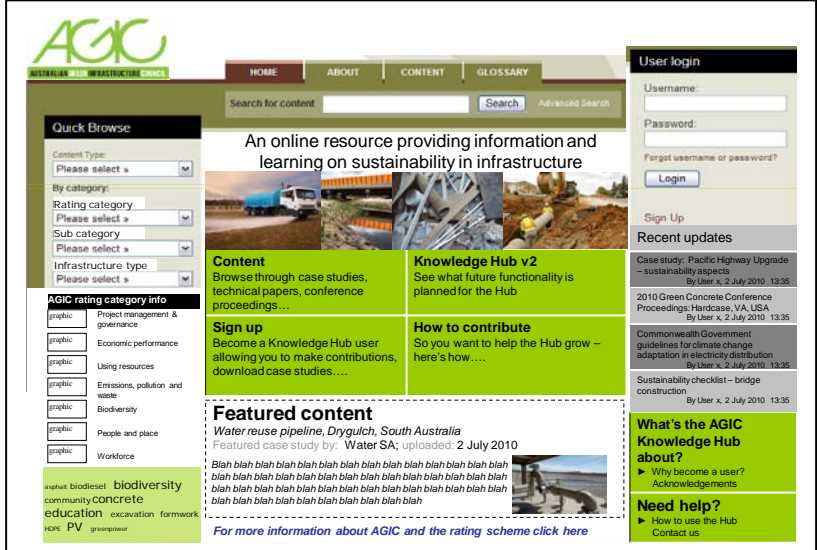 AGIC
AUSTRALIAN GREEN INFRASTRUCTURE COUNCIL
HOME
ABOUT
CONTENT
GLOSSARY
Search for content
Search
Advanced Search
Quick Browse
Content Type:
Please select »
By category:
Rating category
Please select »
Sub category
Please select »
Infrastructure type
Please select »
AGIC rating category info
graphic
Project management &
governance
graphic
Economic performance
graphic
Using resources
graphic
Emissions, pollution and
waste
graphic
Biodiversity
graphic
People and place
graphic
Workforce
asphalt biodiesel biodiversity
community concrete
education excavation formwork
HDPE PV greenpower
An online resource providing information and
learning on sustainability in infrastructure
Content
Browse through case studies,
technical papers, conference
proceedings…
Knowledge Hub v2
See what future functionality is
planned for the Hub
Sign up
Become a Knowledge Hub user
allowing you to make contributions,
download case studies….
How to contribute
So you want to help the Hub grow –
here's how….
Featured content
Water reuse pipeline, Drygulch, South Australia
Featured case study by: Water SA; uploaded: 2 July 2010
Blah blah blah blah blah blah blah blah blah blah blah blah blah
blah blah blah blah blah blah blah blah blah blah blah blah blah
blah blah blah blah blah blah blah blah blah blah blah blah blah
blah blah blah blah blah blah blah blah blah
For more information about AGIC and the rating scheme click here
User login
Username:
Password:
Forgot username or password?
Login
Sign Up
Recent updates
Case study: Pacific Highway Upgrade
– sustainability aspects
By User x, 2 July 2010 13:35
2010 Green Concrete Conference
Proceedings: Hardcase, VA, USA
By User x, 2 July 2010 13:35
Commonwealth Government
guidelines for climate change
adaptation in electricity distribution
By User x, 2 July 2010 13:35
Sustainability checklist – bridge
construction
By User x, 2 July 2010 13:35
What's the AGIC
Knowledge Hub
about?
► Why become a user?
Acknowledgements
Need help?
► How to use the Hub
Contact us